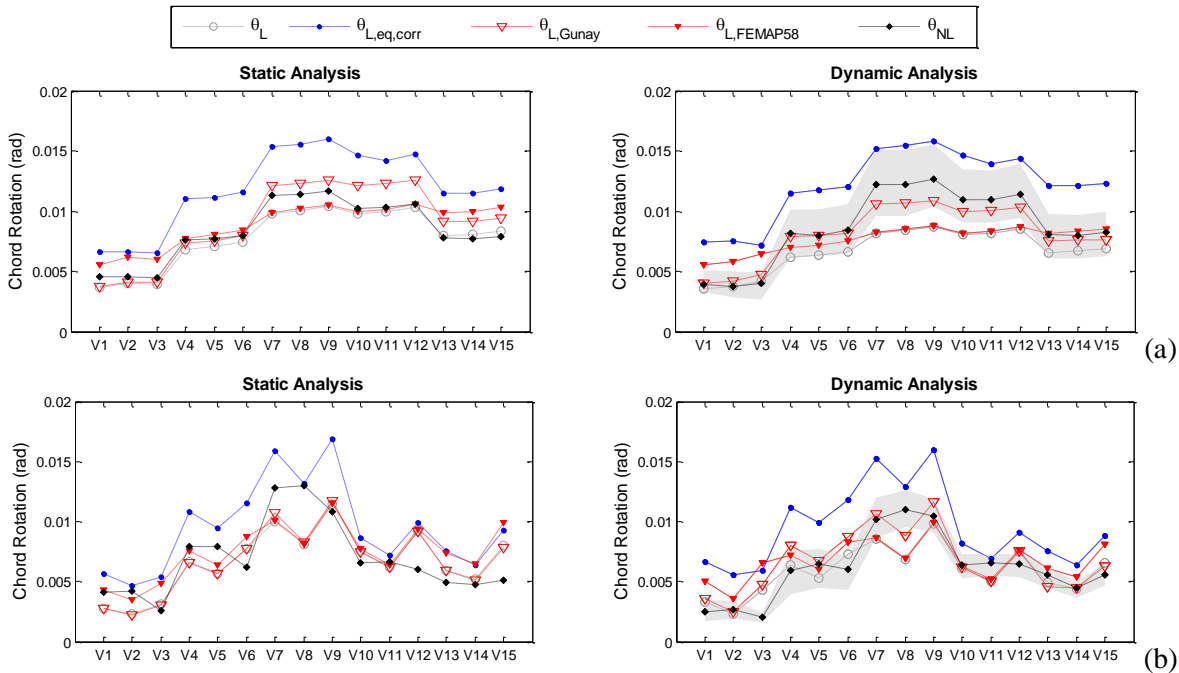 θL θL,eq,corr θL,Gunay θL,FEMAP58 θNL
Static Analysis
Chord Rotation (rad)
0.02
0.015
0.01
0.005
0
V1 V2 V3 V4 V5 V6 V7 V8 V9 V10 V11 V12 V13 V14 V15
Dynamic Analysis
Chord Rotation (rad)
0.02
0.015
0.01
0.005
0
V1 V2 V3 V4 V5 V6 V7 V8 V9 V10 V11 V12 V13 V14 V15
(a)
Static Analysis
Chord Rotation (rad)
0.02
0.015
0.01
0.005
0
V1 V2 V3 V4 V5 V6 V7 V8 V9 V10 V11 V12 V13 V14 V15
Dynamic Analysis
Chord Rotation (rad)
0.02
0.015
0.01
0.005
0
V1 V2 V3 V4 V5 V6 V7 V8 V9 V10 V11 V12 V13 V14 V15
(b)